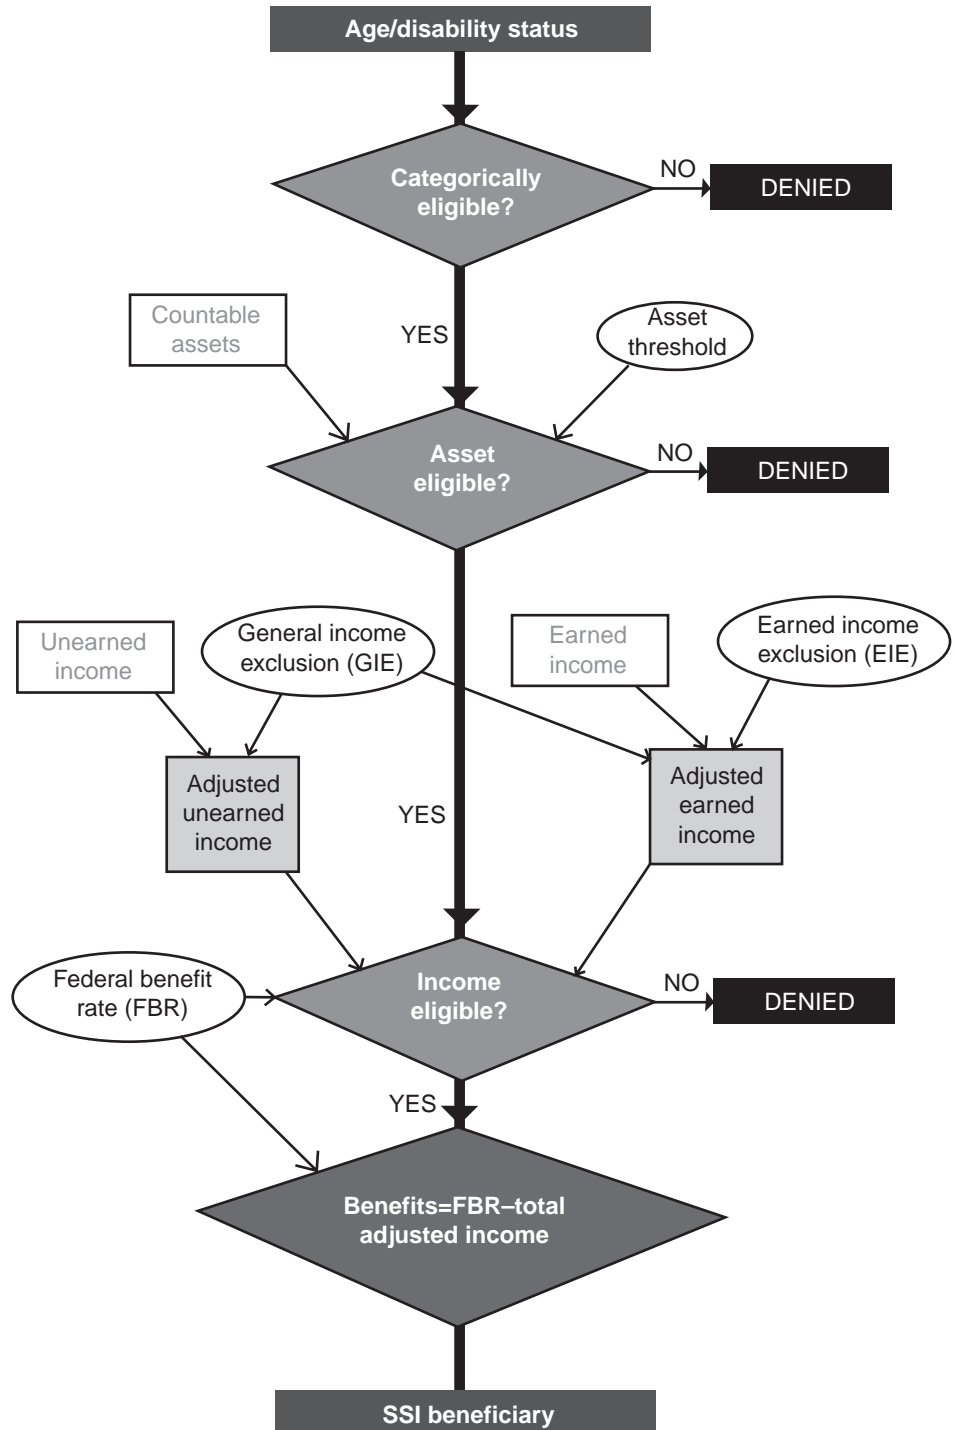 Age/disability status
Categorically
eligible?
NO
DENIED
Countable
assets
YES
Asset
threshold
Asset
eligible?
NO
DENIED
Unearned
income
General income
exclusion (GIE)
Earned
income
Earned income
exclusion (EIE)
Adjusted
unearned
income
YES
Adjusted
earned
income
Federal benefit
rate (FBR)
Income
eligible?
NO
DENIED
YES
Benefits=FBR–total
adjusted income
SSI beneficiary